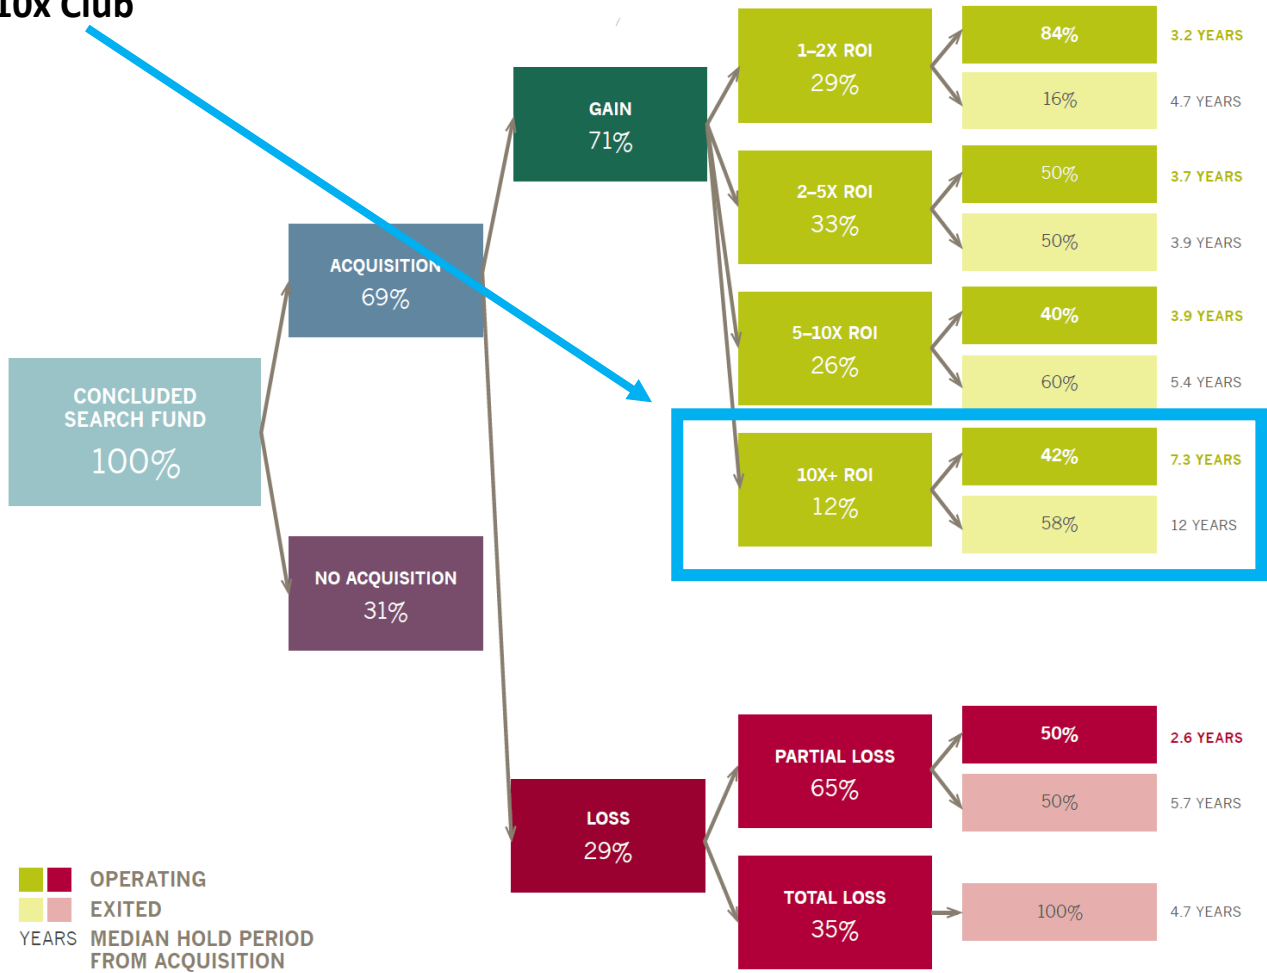 10x Club
CONCLUDED
SEARCH FUND
100%
ACQUISITION
69%
NO ACQUISITION
31%
GAIN
71%
LOSS
29%
1–2X ROI
29%
84%
3.2 YEARS
16%
4.7 YEARS
2–5X ROI
33%
50%
3.7 YEARS
50%
3.9 YEARS
5–10X ROI
26%
40%
3.9 YEARS
60%
5.4 YEARS
10X+ ROI
12%
42%
7.3 YEARS
58%
12 YEARS
PARTIAL LOSS
65%
50%
2.6 YEARS
50%
5.7 YEARS
TOTAL LOSS
35%
100%
4.7 YEARS
OPERATING
EXITED
YEARS MEDIAN HOLD PERIOD
FROM ACQUISITION